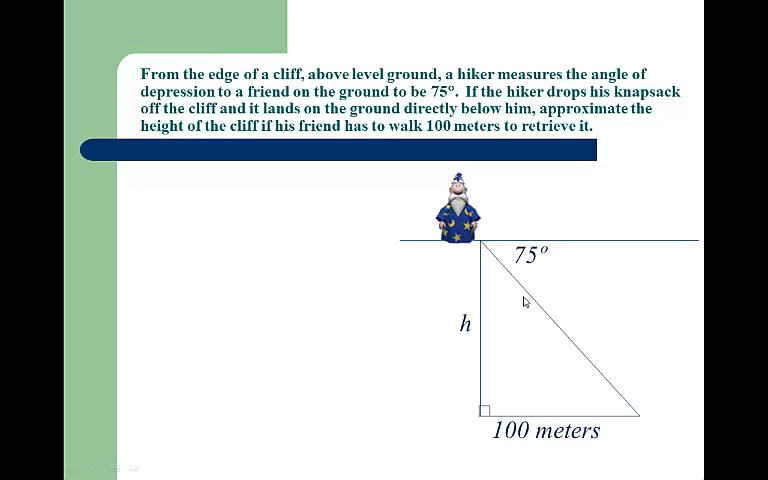 From the edge of a cliff, above level ground, a hiker measures the angle of
depression to a friend on the ground to be 75°.  If the hiker drops his knapsack
off the cliff and it lands on the ground directly below him, approximate the
height of the cliff if his friend has to walk 100 meters to retrieve it.
75°
h
100 meters